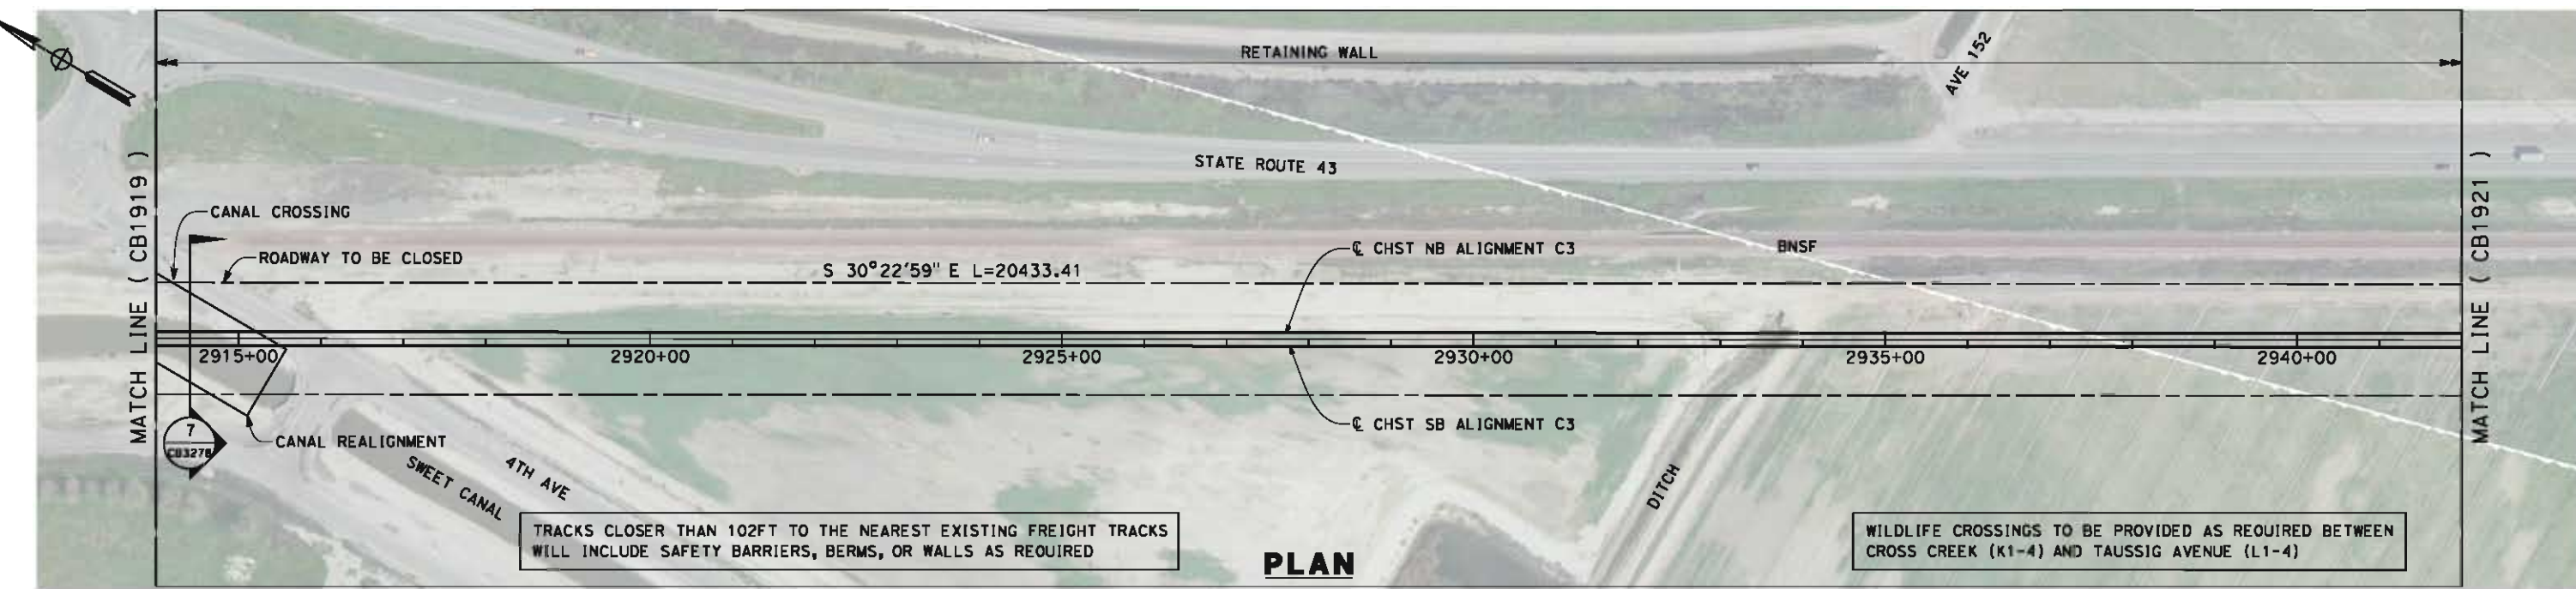 RETAINING WALL
AVE 152
STATE ROUTE 43
MATCH LINE ( CB1919 )
MATCH LINE ( CB1921 )
CANAL CROSSING
ROADWAY TO BE CLOSED
S 30°22'59" E L=20433.41
℄ CHST NB ALIGNMENT C3
BNSF
2915+00
2920+00
2925+00
2930+00
2935+00
2940+00
℄ CHST SB ALIGNMENT C3
7
CANAL REALIGNMENT
SWEET CANAL
4TH AVE
DITCH
TRACKS CLOSER THAN 102FT TO THE NEAREST EXISTING FREIGHT TRACKS
WILL INCLUDE SAFETY BARRIERS, BERMS, OR WALLS AS REQUIRED
PLAN
WILDLIFE CROSSINGS TO BE PROVIDED AS REQUIRED BETWEEN
CROSS CREEK (K1-4) AND TAUSSIG AVENUE (L1-4)